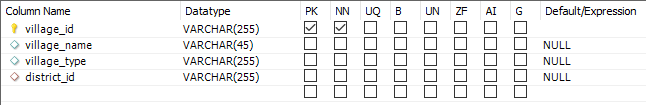 Column Name Datatype PK NN UQ B UN ZF AI G Default/Expression
village_id VARCHAR(255)
village_name VARCHAR(45) NULL
village_type VARCHAR(255) NULL
district_id VARCHAR(255) NULL